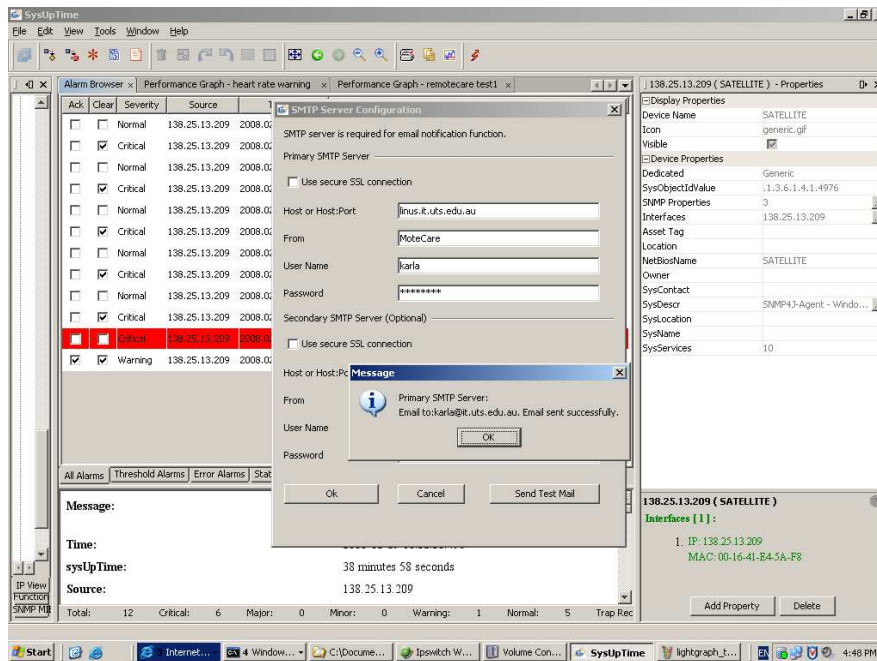 SysUpTime
File Edit View Tools Window Help
Alarm Browser Performance Graph - heart rate warning Performance Graph - remotecare test1
Ack Clear Severity Source
Normal 138.25.13.209 2008.02
Critical 138.25.13.209 2008.02
Normal 138.25.13.209 2008.02
Critical 138.25.13.209 2008.02
Normal 138.25.13.209 2008.02
Critical 138.25.13.209 2008.02
Normal 138.25.13.209 2008.02
Critical 138.25.13.209 2008.02
Normal 138.25.13.209 2008.02
Critical 138.25.13.209 2008.02
Critical 138.25.13.209 2008.02
Warning 138.25.13.209 2008.02
All Alarms Threshold Alarms Error Alarms Stat
Message:
Time:
sysUpTime: 38 minutes 58 seconds
Source: 138.25.13.209
IP View
Function
SNMP MIB
Total: 12 Critical: 6 Major: 0 Minor: 0 Warning: 1 Normal: 5 Trap Rec
SMTP Server Configuration
SMTP server is required for email notification function.
Primary SMTP Server
Use secure SSL connection
Host or Host:Port linus.it.uts.edu.au
From MoteCare
User Name karla
Password ********
Secondary SMTP Server (Optional)
Use secure SSL connection
Host or Host:Po
From
User Name
Password
Ok Cancel Send Test Mail
Message
Primary SMTP Server:
Email to:karla@it.uts.edu.au. Email sent successfully.
OK
138.25.13.209 ( SATELLITE ) - Properties
Display Properties
Device Name SATELLITE
Icon generic.gif
Visible
Device Properties
Dedicated Generic
SysObjectIdValue .1.3.6.1.4.1.4976
SNMP Properties 3
Interfaces 138.25.13.209
Asset Tag
Location
NetBiosName SATELLITE
Owner
SysContact
SysDescr SNMP4J-Agent - Windo...
SysLocation
SysName
SysServices 10
138.25.13.209 ( SATELLITE )
Interfaces [ 1 ] :
1. IP: 138.25.13.209
MAC: 00-16-41-E4-5A-F8
Add Property Delete
Start Internet... 4 Window... C:\Docume... Ipswitch W... Volume Con... SysUpTime lightgraph_t... EN 4:48 PM